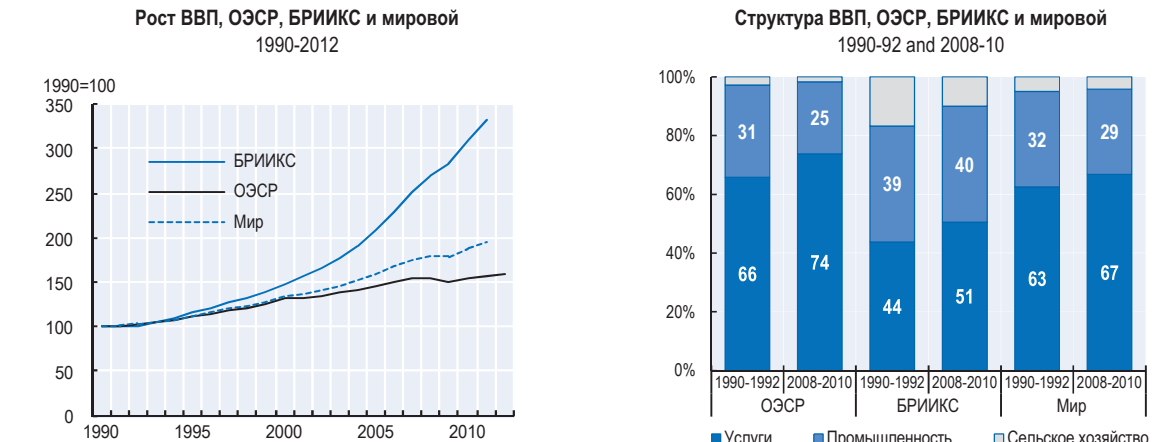 Рост ВВП, ОЭСР, БРИИКС и мировой
1990-2012
1990=100
350
300
250
200
150
100
50
0
БРИИКС
ОЭСР
Мир
1990 1995 2000 2005 2010
Структура ВВП, ОЭСР, БРИИКС и мировой
1990-92 and 2008-10
100%
80%
60%
40%
20%
0%
31 25 39 40 32 29
66 74 44 51 63 67
1990-1992 2008-2010 1990-1992 2008-2010 1990-1992 2008-2010
ОЭСР БРИИКС Мир
Услуги Промышленность Сельское хозяйство